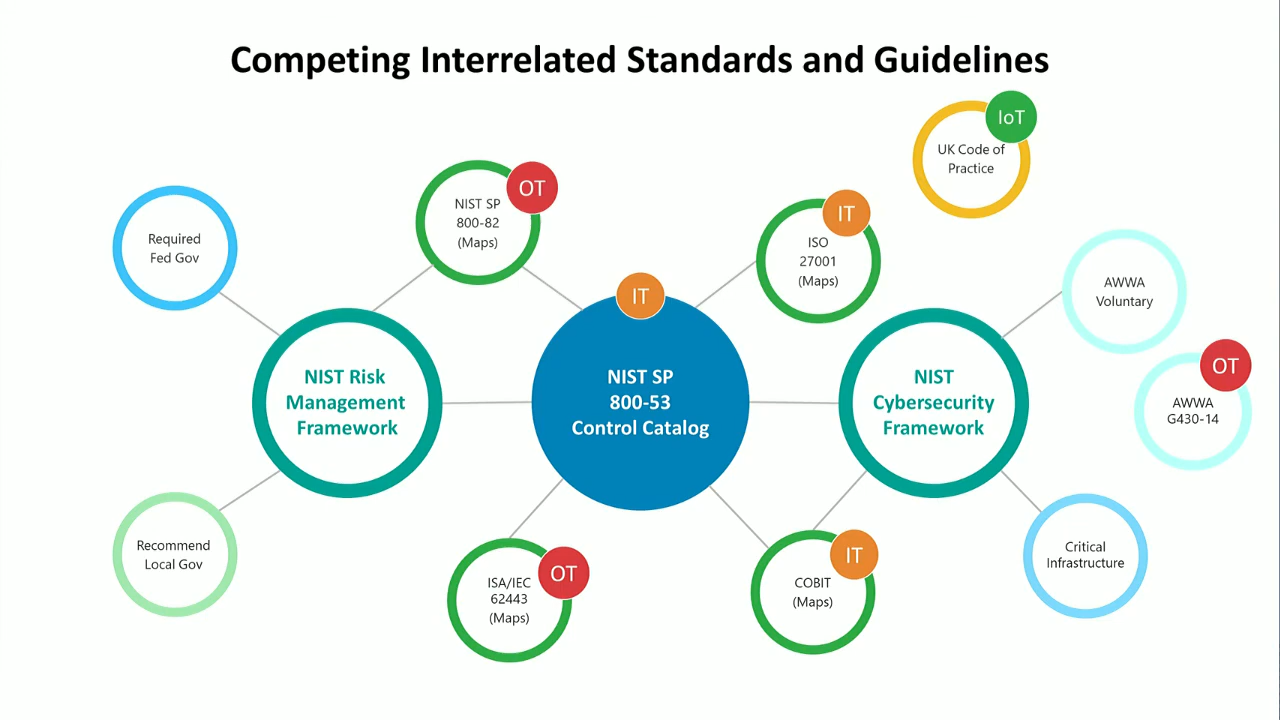 Competing Interrelated Standards and Guidelines
IoT
UK Code of
Practice
OT
NIST SP
800-82
(Maps)
IT
ISO
27001
(Maps)
Required
Fed Gov
AWWA
Voluntary
IT
NIST Risk
Management
Framework
NIST SP
800-53
Control Catalog
NIST
Cybersecurity
Framework
OT
AWWA
G430-14
Recommend
Local Gov
OT
ISA/IEC
62443
(Maps)
IT
COBIT
(Maps)
Critical
Infrastructure